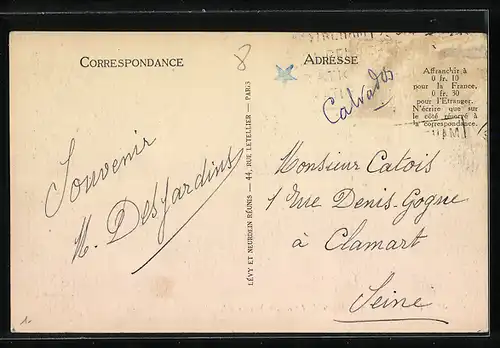 CORRESPONDANCE
8
ADRESSE
Calvados
Affranchir à
0 fr. 10
pour la France,
0 fr. 30
pour l'Etranger.
N'écrire que sur
le côté réservé à
la correspondance.
Souvenir
H. Desjardins
LÉVY ET NEURDEIN RÉUNIS — 44, RUE LETELLIER — PARIS
Monsieur Catois
1 Rue Denis-Gogue
à Clamart
Seine